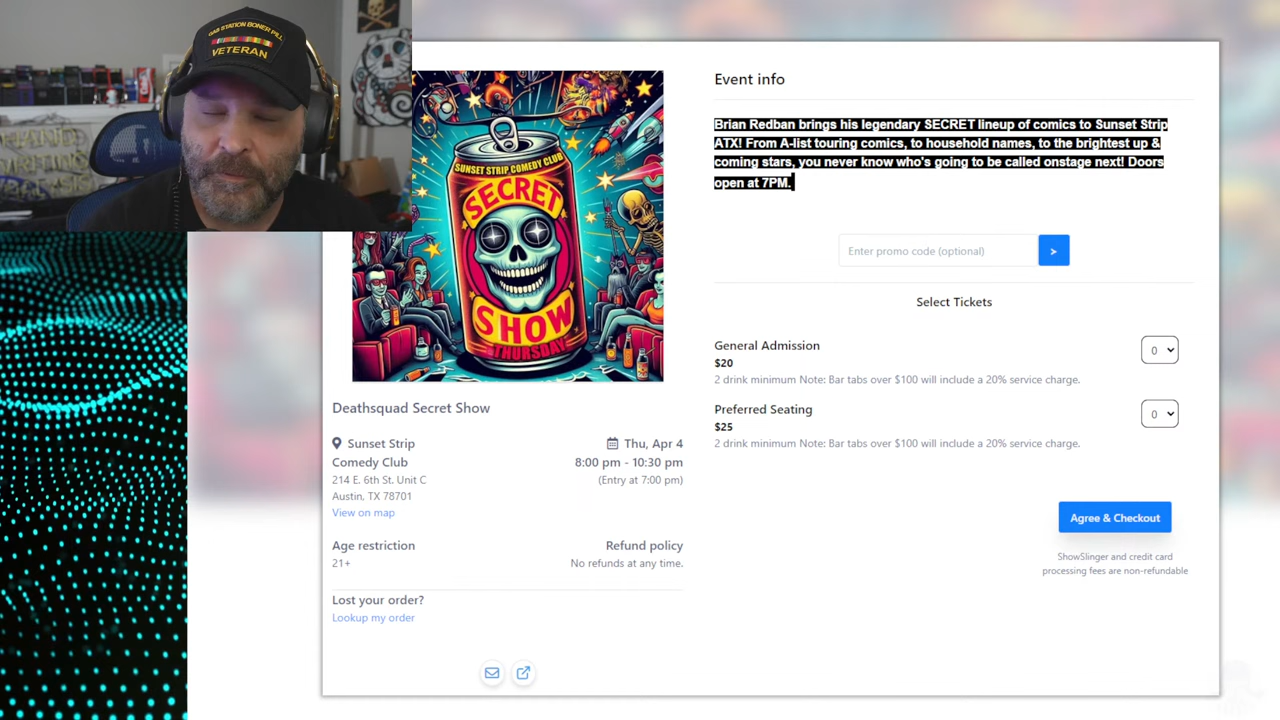 GAS STATION BONER PILL
VETERAN
SUNSET STRIP COMEDY CLUB
SECRET
SHOW
THURSDAY
Deathsquad Secret Show
Sunset Strip
Comedy Club
214 E. 6th St. Unit C
Austin, TX 78701
View on map
Thu, Apr 4
8:00 pm - 10:30 pm
(Entry at 7:00 pm)
Age restriction
21+
Refund policy
No refunds at any time.
Lost your order?
Lookup my order
Event info
Brian Redban brings his legendary SECRET lineup of comics to Sunset Strip
ATX! From A-list touring comics, to household names, to the brightest up &
coming stars, you never know who's going to be called onstage next! Doors
open at 7PM.
Enter promo code (optional)
>
Select Tickets
General Admission
0
$20
2 drink minimum Note: Bar tabs over $100 will include a 20% service charge.
Preferred Seating
0
$25
2 drink minimum Note: Bar tabs over $100 will include a 20% service charge.
Agree & Checkout
ShowSlinger and credit card
processing fees are non-refundable